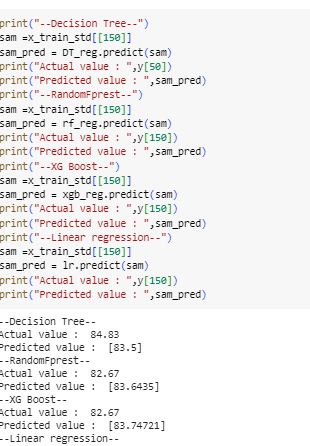 print("--Decision Tree--")
sam =x_train_std[[150]]
sam_pred = DT_reg.predict(sam)
print("Actual value : ",y[50])
print("Predicted value : ",sam_pred)
print("--RandomFprest--")
sam =x_train_std[[150]]
sam_pred = rf_reg.predict(sam)
print("Actual value : ",y[150])
print("Predicted value : ",sam_pred)
print("--XG Boost--")
sam =x_train_std[[150]]
sam_pred = xgb_reg.predict(sam)
print("Actual value : ",y[150])
print("Predicted value : ",sam_pred)
print("--Linear regression--")
sam =x_train_std[[150]]
sam_pred = lr.predict(sam)
print("Actual value : ",y[150])
print("Predicted value : ",sam_pred)
--Decision Tree--
Actual value :  84.83
Predicted value :  [83.5]
--RandomFprest--
Actual value :  82.67
Predicted value :  [83.6435]
--XG Boost--
Actual value :  82.67
Predicted value :  [83.74721]
--Linear regression--